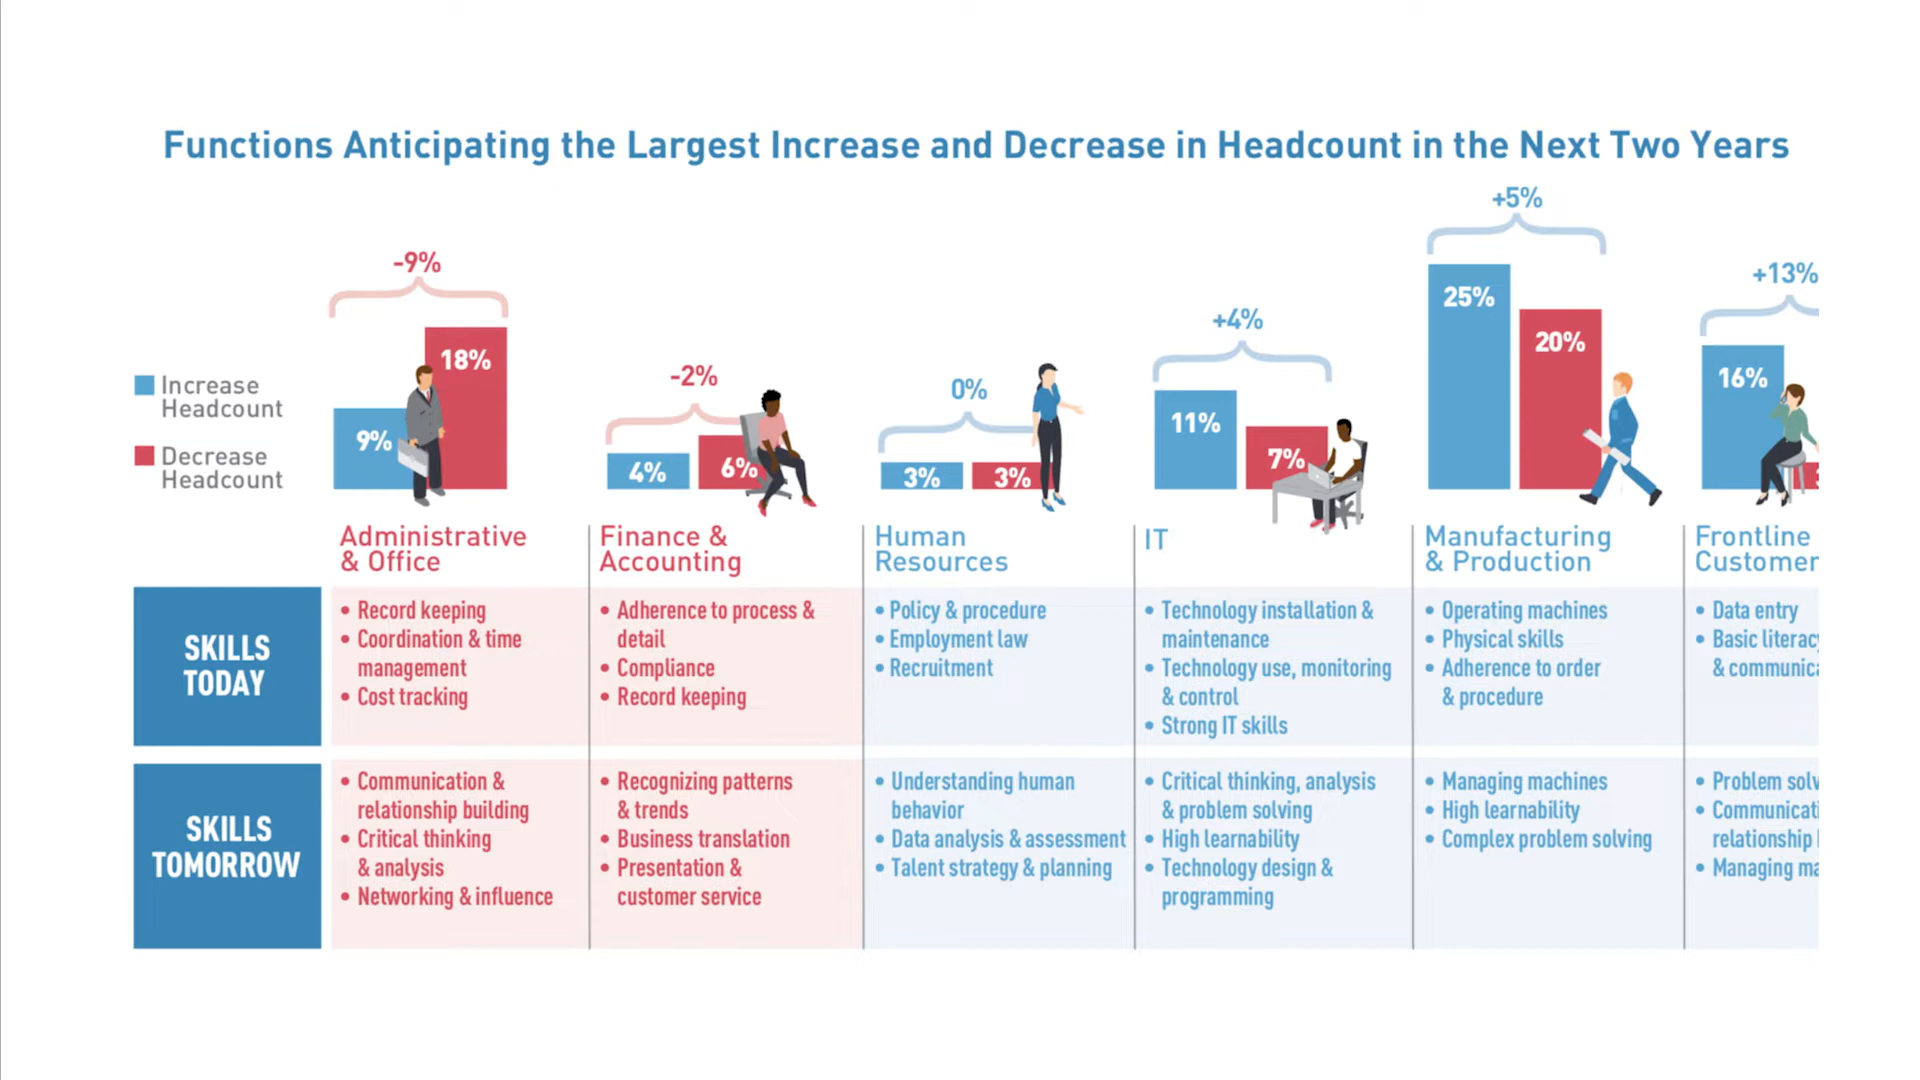 Functions Anticipating the Largest Increase and Decrease in Headcount in the Next Two Years
Increase
Headcount
Decrease
Headcount
-9%
9%
18%
-2%
4%
6%
0%
3%
3%
+4%
11%
7%
+5%
25%
20%
+13%
16%
Administrative
& Office
Finance &
Accounting
Human
Resources
IT
Manufacturing
& Production
Frontline
Customer
SKILLS
TODAY
• Record keeping
• Coordination & time
management
• Cost tracking
• Adherence to process &
detail
• Compliance
• Record keeping
• Policy & procedure
• Employment law
• Recruitment
• Technology installation &
maintenance
• Technology use, monitoring
& control
• Strong IT skills
• Operating machines
• Physical skills
• Adherence to order
& procedure
• Data entry
• Basic
&
SKILLS
TOMORROW
• Communication &
relationship building
• Critical thinking
& analysis
• Networking & influence
• Recognizing patterns
& trends
• Business translation
• Presentation &
customer service
• Understanding human
behavior
• Data analysis & assessment
• Talent strategy & planning
• Critical thinking, analysis
& problem solving
• High learnability
• Technology design &
programming
• Managing machines
• High learnability
• Complex problem solving
• Problem
•
relationship
• Managing